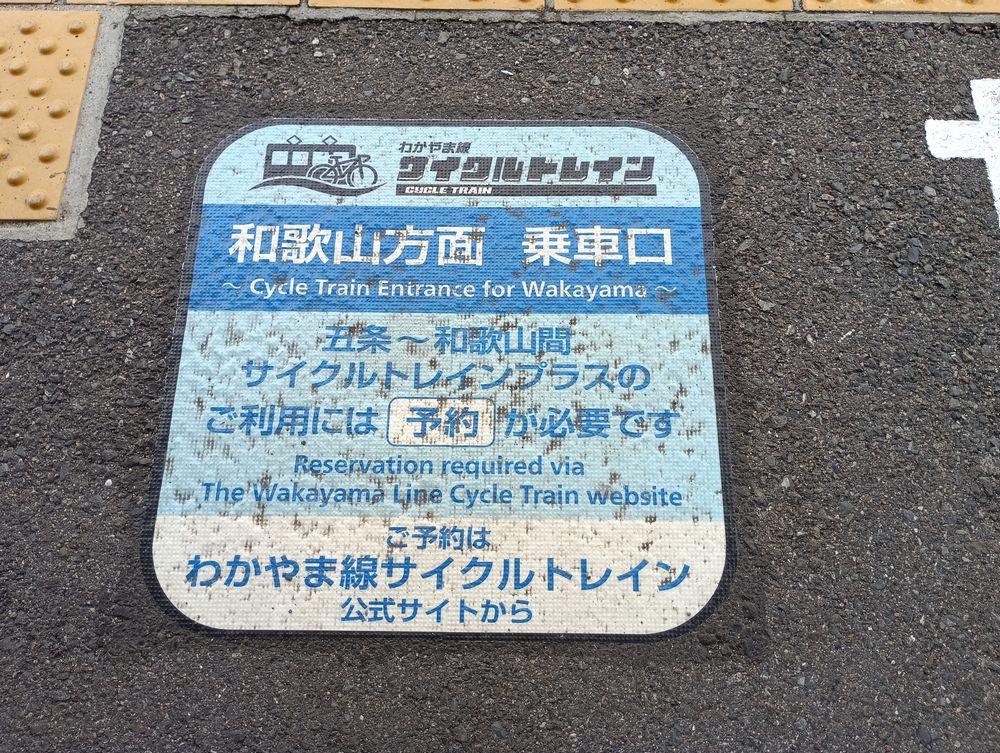 わかやま線
サイクルトレイン
CYCLE TRAIN
和歌山方面 乗車口
～ Cycle Train Entrance for Wakayama ～
五条～和歌山間
サイクルトレインプラスの
ご利用には 予約 が必要です
Reservation required via
The Wakayama Line Cycle Train website
ご予約は
わかやま線サイクルトレイン
公式サイトから